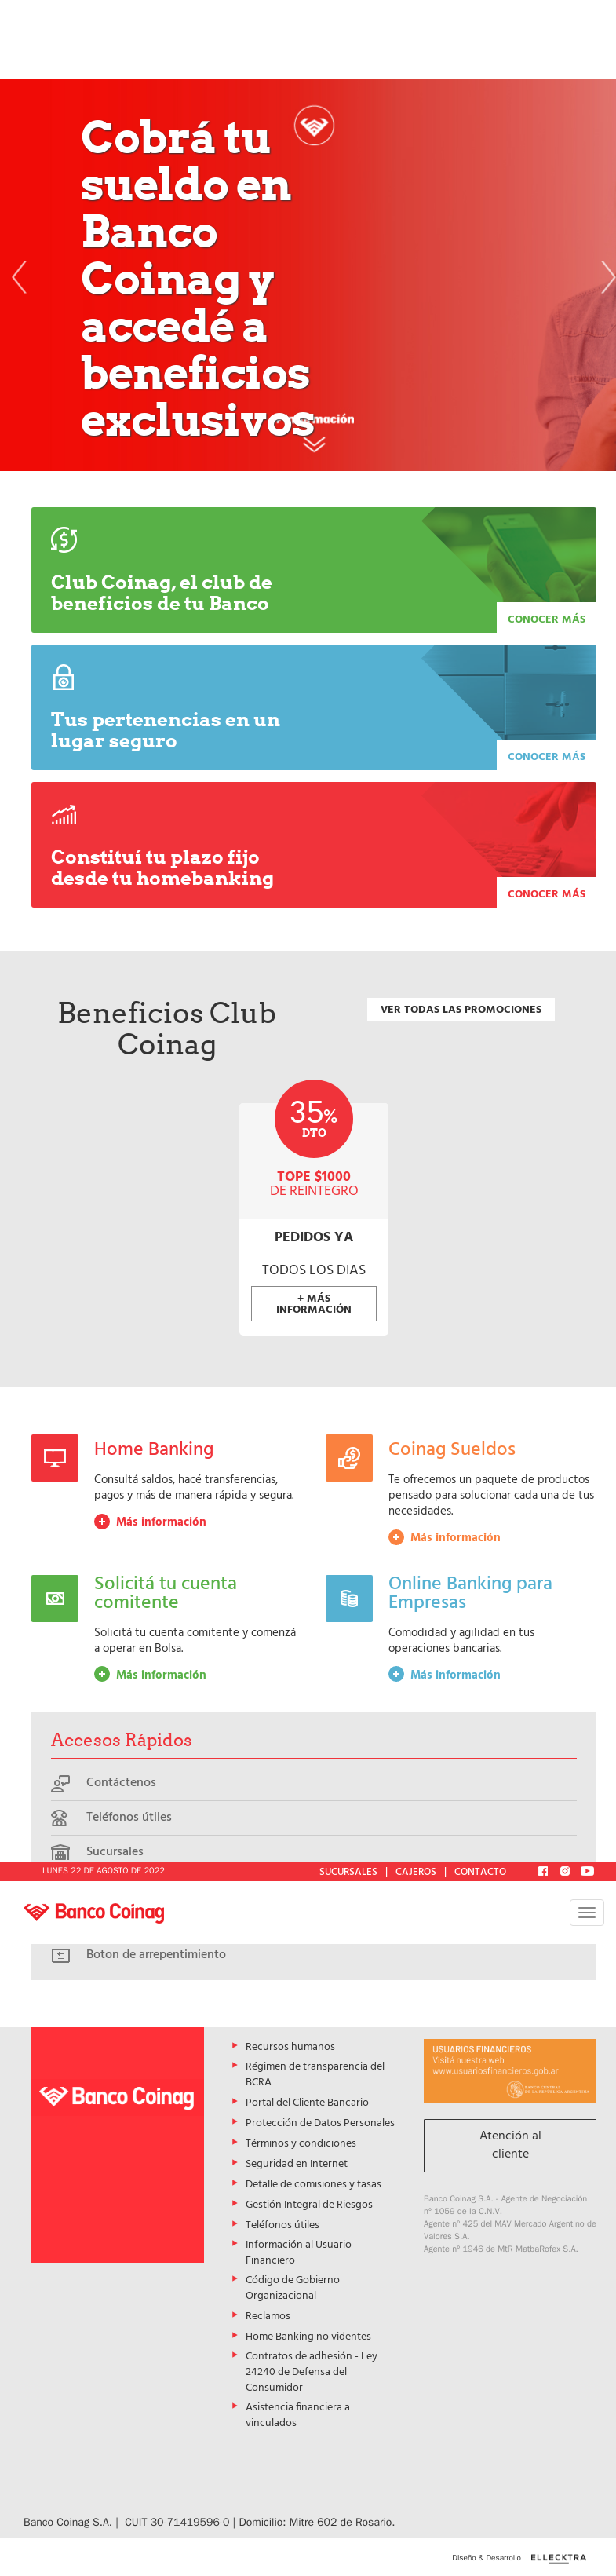 Cobrá tu
sueldo en
Banco
Coinag y
accedé a
beneficios
exclusivos
Club Coinag, el club de
beneficios de tu Banco
CONOCER MÁS
Tus pertenencias en un
lugar seguro
CONOCER MÁS
Constituí tu plazo fijo
desde tu homebanking
CONOCER MÁS
Beneficios Club
Coinag
VER TODAS LAS PROMOCIONES
35%
DTO
TOPE $1000
DE REINTEGRO
PEDIDOS YA
TODOS LOS DIAS
+ MÁS
INFORMACIÓN
Home Banking
Consultá saldos, hacé transferencias,
pagos y más de manera rápida y segura.
Más información
Coinag Sueldos
Te ofrecemos un paquete de productos
pensado para solucionar cada una de tus
necesidades.
Más información
Solicitá tu cuenta
comitente
Solicitá tu cuenta comitente y comenzá
a operar en Bolsa.
Más información
Online Banking para
Empresas
Comodidad y agilidad en tus
operaciones bancarias.
Más información
Accesos Rápidos
Contáctenos
Teléfonos útiles
Sucursales
LUNES 22 DE AGOSTO DE 2022
SUCURSALES | CAJEROS | CONTACTO
Banco Coinag
Boton de arrepentimiento
Banco Coinag
Recursos humanos
Régimen de transparencia del
BCRA
Portal del Cliente Bancario
Protección de Datos Personales
Términos y condiciones
Seguridad en Internet
Detalle de comisiones y tasas
Gestión Integral de Riesgos
Teléfonos útiles
Información al Usuario
Financiero
Código de Gobierno
Organizacional
Reclamos
Home Banking no videntes
Contratos de adhesión - Ley
24240 de Defensa del
Consumidor
Asistencia financiera a
vinculados
USUARIOS FINANCIEROS
Visitá nuestra web
www.usuariosfinancieros.gob.ar
BANCO CENTRAL
DE LA REPÚBLICA ARGENTINA
Atención al
cliente
Banco Coinag S.A. - Agente de Negociación
nº 1059 de la C.N.V.
Agente nº 425 del MAV Mercado Argentino de
Valores S.A.
Agente nº 1946 de MtR MatbaRofex S.A.
Banco Coinag S.A. | CUIT 30-71419596-0 | Domicilio: Mitre 602 de Rosario.
Diseño & Desarrollo ELLECKTRA